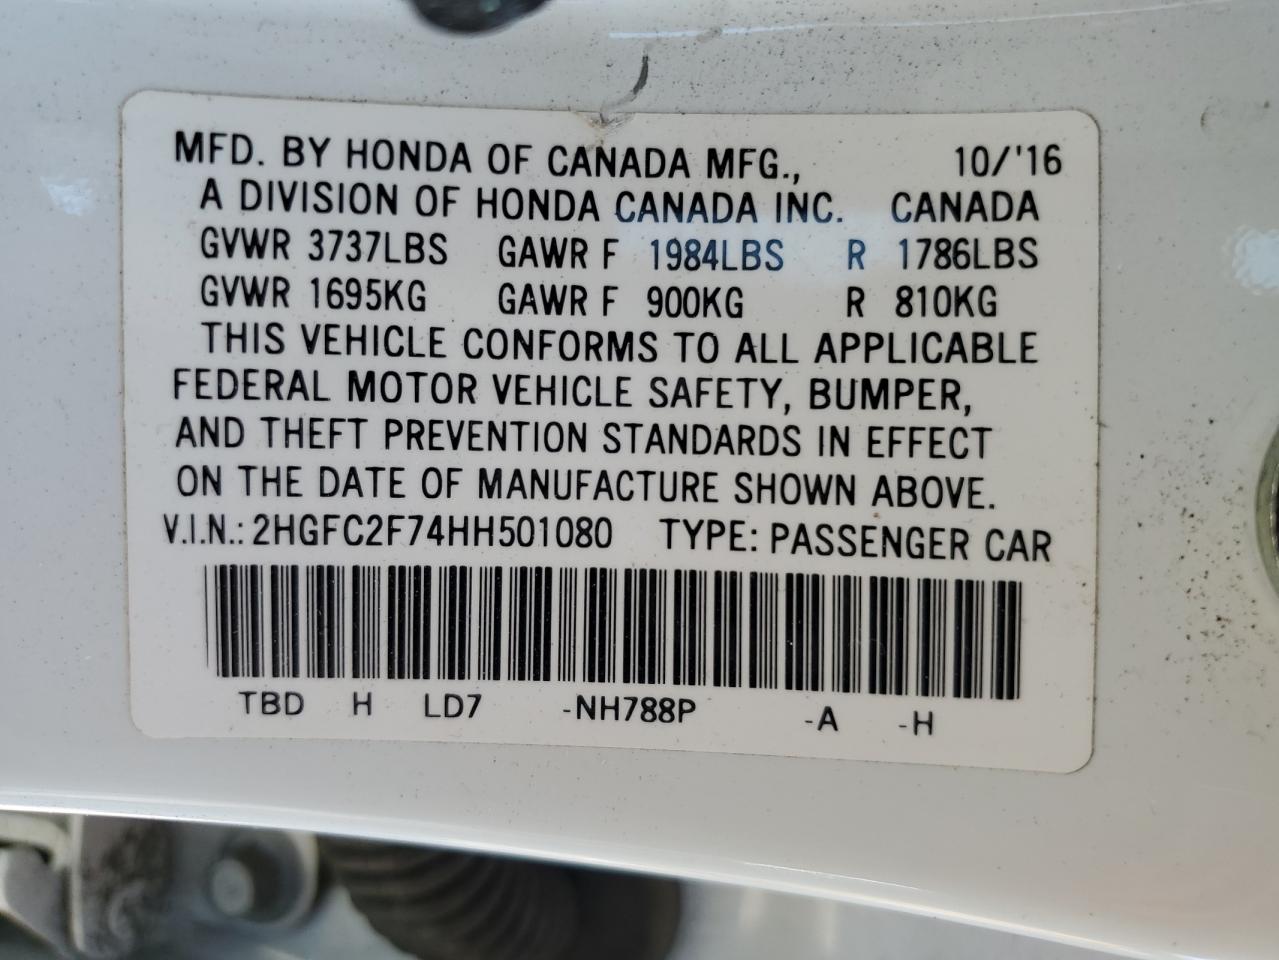 MFD. BY HONDA OF CANADA MFG., 10/'16
A DIVISION OF HONDA CANADA INC. CANADA
GVWR 3737LBS GAWR F 1984LBS R 1786LBS
GVWR 1695KG GAWR F 900KG R 810KG
THIS VEHICLE CONFORMS TO ALL APPLICABLE
FEDERAL MOTOR VEHICLE SAFETY, BUMPER,
AND THEFT PREVENTION STANDARDS IN EFFECT
ON THE DATE OF MANUFACTURE SHOWN ABOVE.
V.I.N.: 2HGFC2F74HH501080 TYPE: PASSENGER CAR
TBD H LD7 -NH788P -A -H